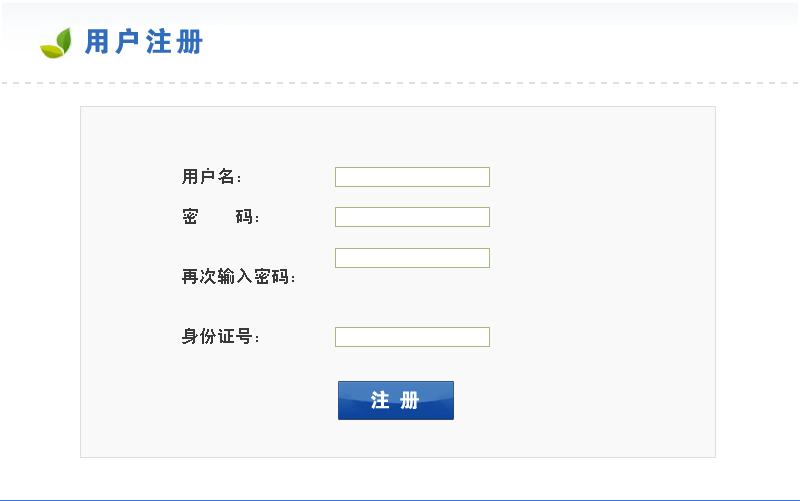 用户注册
用户名：
密　　码：
再次输入密码：
身份证号：
注 册